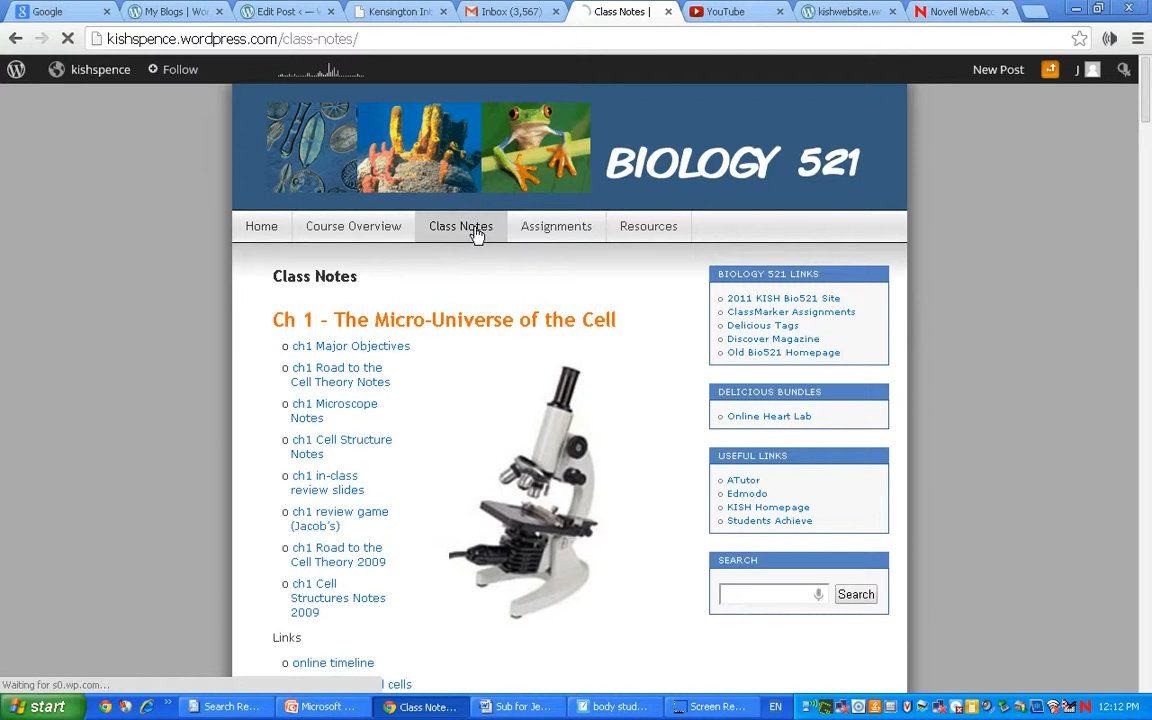 Google
My Blogs | Wor
Edit Post ‹ — W
Kensington Int
Inbox (3,567)
Class Notes |
YouTube
kishwebsite.wo
Novell WebAcc
kishspence.wordpress.com/class-notes/
kishspence
Follow
New Post
J
BIOLOGY 521
Home
Course Overview
Class Notes
Assignments
Resources
Class Notes
Ch 1 – The Micro-Universe of the Cell
ch1 Major Objectives
ch1 Road to the
Cell Theory Notes
ch1 Microscope
Notes
ch1 Cell Structure
Notes
ch1 in-class
review slides
ch1 review game
(Jacob's)
ch1 Road to the
Cell Theory 2009
ch1 Cell
Structures Notes
2009
Links
online timeline
l cells
BIOLOGY 521 LINKS
2011 KISH Bio521 Site
ClassMarker Assignments
Delicious Tags
Discover Magazine
Old Bio521 Homepage
DELICIOUS BUNDLES
Online Heart Lab
USEFUL LINKS
ATutor
Edmodo
KISH Homepage
Students Achieve
SEARCH
Search
Waiting for s0.wp.com...
start
Search Re...
Microsoft ...
Class Note...
Sub for Je...
body stud...
Screen Re...
EN
12:12 PM